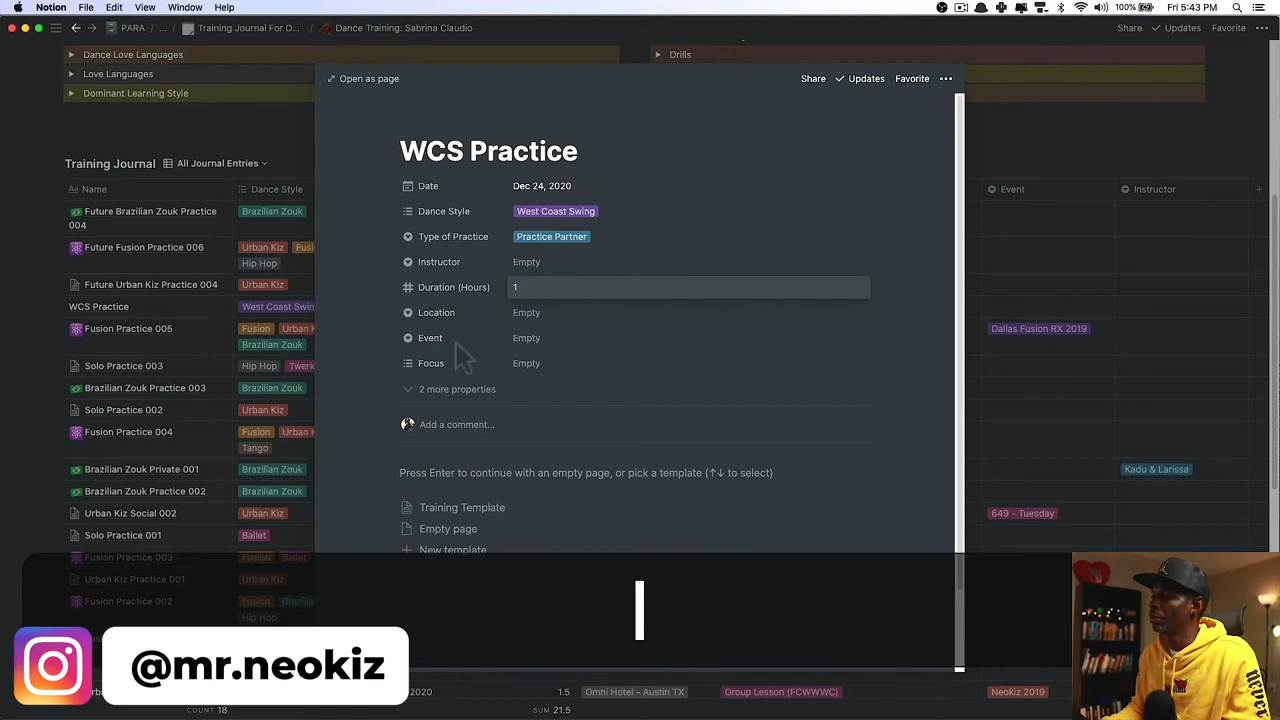 Notion File Edit View Window Help
100% Fri 5:43 PM
PARA / ... / Training Journal For D... / Dance Training: Sabrina Claudio
Share Updates Favorite
Dance Love Languages
Drills
Love Languages
Dominant Learning Style
Open as page
Share Updates Favorite
WCS Practice
Training Journal All Journal Entries
Date Dec 24, 2020
Aa Name Dance Style
Event Instructor
Dance Style West Coast Swing
Future Brazilian Zouk Practice 004 Brazilian Zouk
Type of Practice Practice Partner
Future Fusion Practice 006 Urban Kiz Fusi
Hip Hop
Instructor Empty
Future Urban Kiz Practice 004 Urban Kiz
Duration (Hours) 1
WCS Practice West Coast Swin
Location Empty
Fusion Practice 005 Fusion Urban K
Brazilian Zouk
Dallas Fusion RX 2019
Event Empty
Solo Practice 003 Hip Hop Twerk
Focus Empty
Brazilian Zouk Practice 003 Brazilian Zouk
2 more properties
Solo Practice 002 Urban Kiz
Add a comment...
Fusion Practice 004 Fusion Urban K
Tango
Brazilian Zouk Private 001 Brazilian Zouk
Kadu & Larissa
Press Enter to continue with an empty page, or pick a template (↑↓ to select)
Brazilian Zouk Practice 002 Brazilian Zouk
Training Template
Urban Kiz Social 002 Urban Kiz
649 - Tuesday
Empty page
Solo Practice 001 Ballet
New template
Fusion Practice 003 Fusion Ballet
Urban Kiz Practice 001 Urban Kiz
Fusion Practice 002 Fusion Brazilia
Hip Hop
@mr.neokiz
2020 1.5 Omni Hotel - Austin TX Group Lesson (FCWWWC) Neokiz 2019
COUNT 18 SUM 21.5